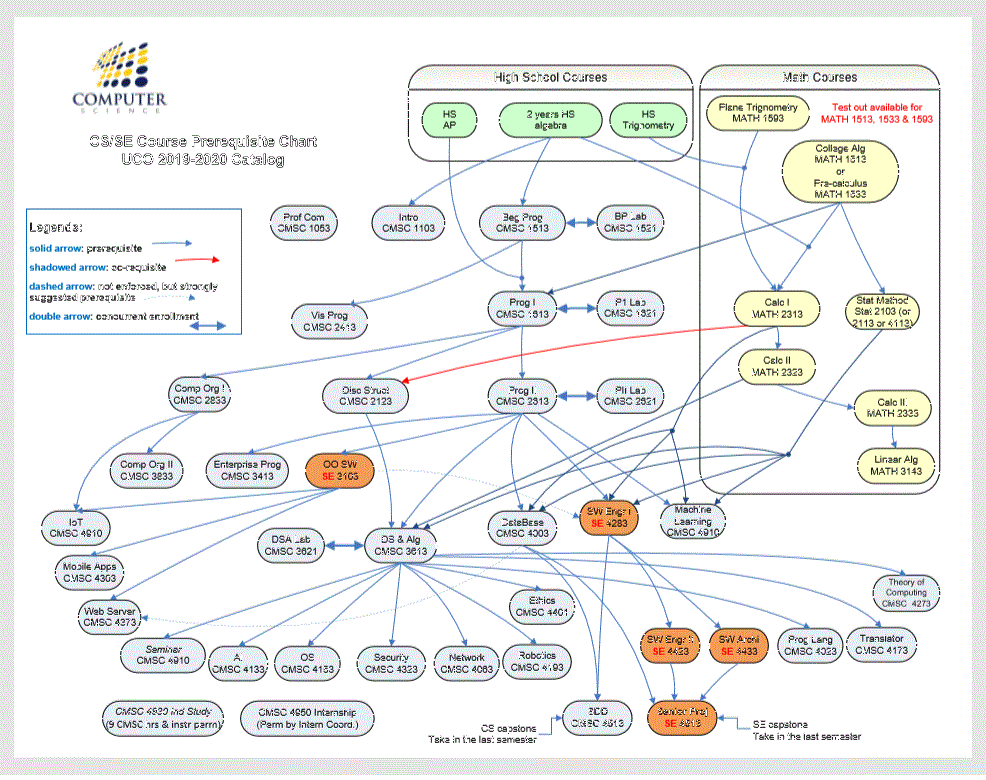 COMPUTER
SCIENCE
CS/SE Course Prerequisite Chart
UCO 2019-2020 Catalog
High School Courses
HS
AP
2 years HS
algebra
HS
Trignometry
Math Courses
Plane Trignometry
MATH 1593
Test out available for
MATH 1513, 1533 & 1593
College Alg
MATH 1513
or
Pre-calculus
MATH 1533
Legends:
solid arrow: prerequisite
shadowed arrow: co-requisite
dashed arrow: not enforced, but strongly
suggested prerequisite
double arrow: concurrent enrollment
Prof Com
CMSC 1053
Intro
CMSC 1103
Beg Prog
CMSC 1513
BP Lab
CMSC 1521
Vis Prog
CMSC 2413
Prog I
CMSC 1613
P1 Lab
CMSC 1621
Calc I
MATH 2313
Stat Method
Stat 2103 (or
2113 or 4113)
Calc II
MATH 2323
Comp Org I
CMSC 2833
Disc Struct
CMSC 2123
Prog II
CMSC 2613
PII Lab
CMSC 2621
MATH 2333
Linear Alg
MATH 3143
Comp Org II
CMSC 3833
Enterprise Prog
CMSC 3413
OO SW
SE 3103
IoT
CMSC 4910
DataBase
CMSC 4003
SW Engr I
SE 4283
Machine
Learning
CMSC 4910
DSA Lab
CMSC 3621
DS & Alg
CMSC 3613
Mobile Apps
CMSC 4303
Theory of
Computing
CMSC 4273
Web Server
CMSC 4373
Ethics
CMSC 4401
Seminar
CMSC 4910
AI
CMSC 4133
OS
CMSC 4153
Security
CMSC 4323
Network
CMSC 4063
Robotics
CMSC 4193
SW Engr II
SE 4423
SW Archi
SE 4433
Prog Lang
CMSC 4023
Translator
CMSC 4173
CMSC 4930 Ind Study
(9 CMSC hrs & instr perm)
CMSC 4950 Internship
(Perm by Intern Coord.)
CS capstone
Take in the last semester
CMSC 4513
Senior Proj
SE 4513
SE capstone
Take in the last semester